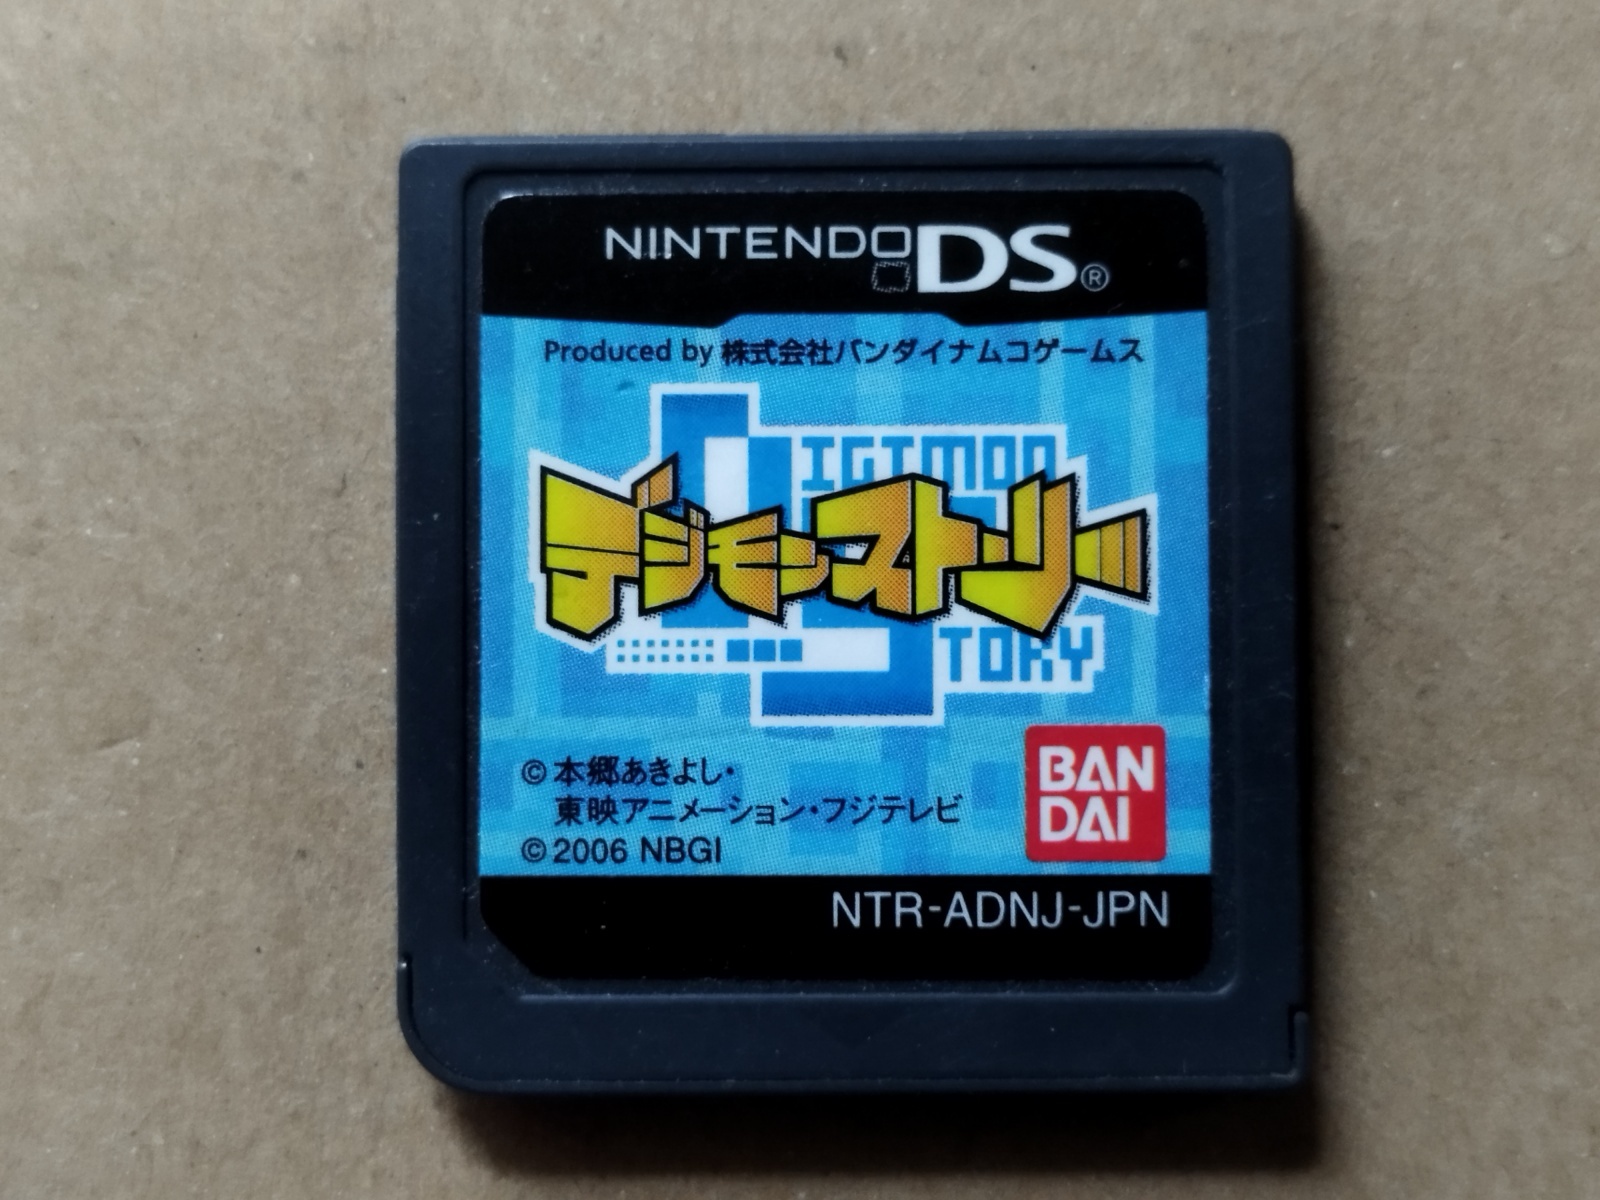 NINTENDO DS®
Produced by 株式会社バンダイナムコゲームス
DIGIMON
デジモンストーリー
STORY
©本郷あきよし・
東映アニメーション・フジテレビ
©2006 NBGI
BAN
DAI
NTR-ADNJ-JPN